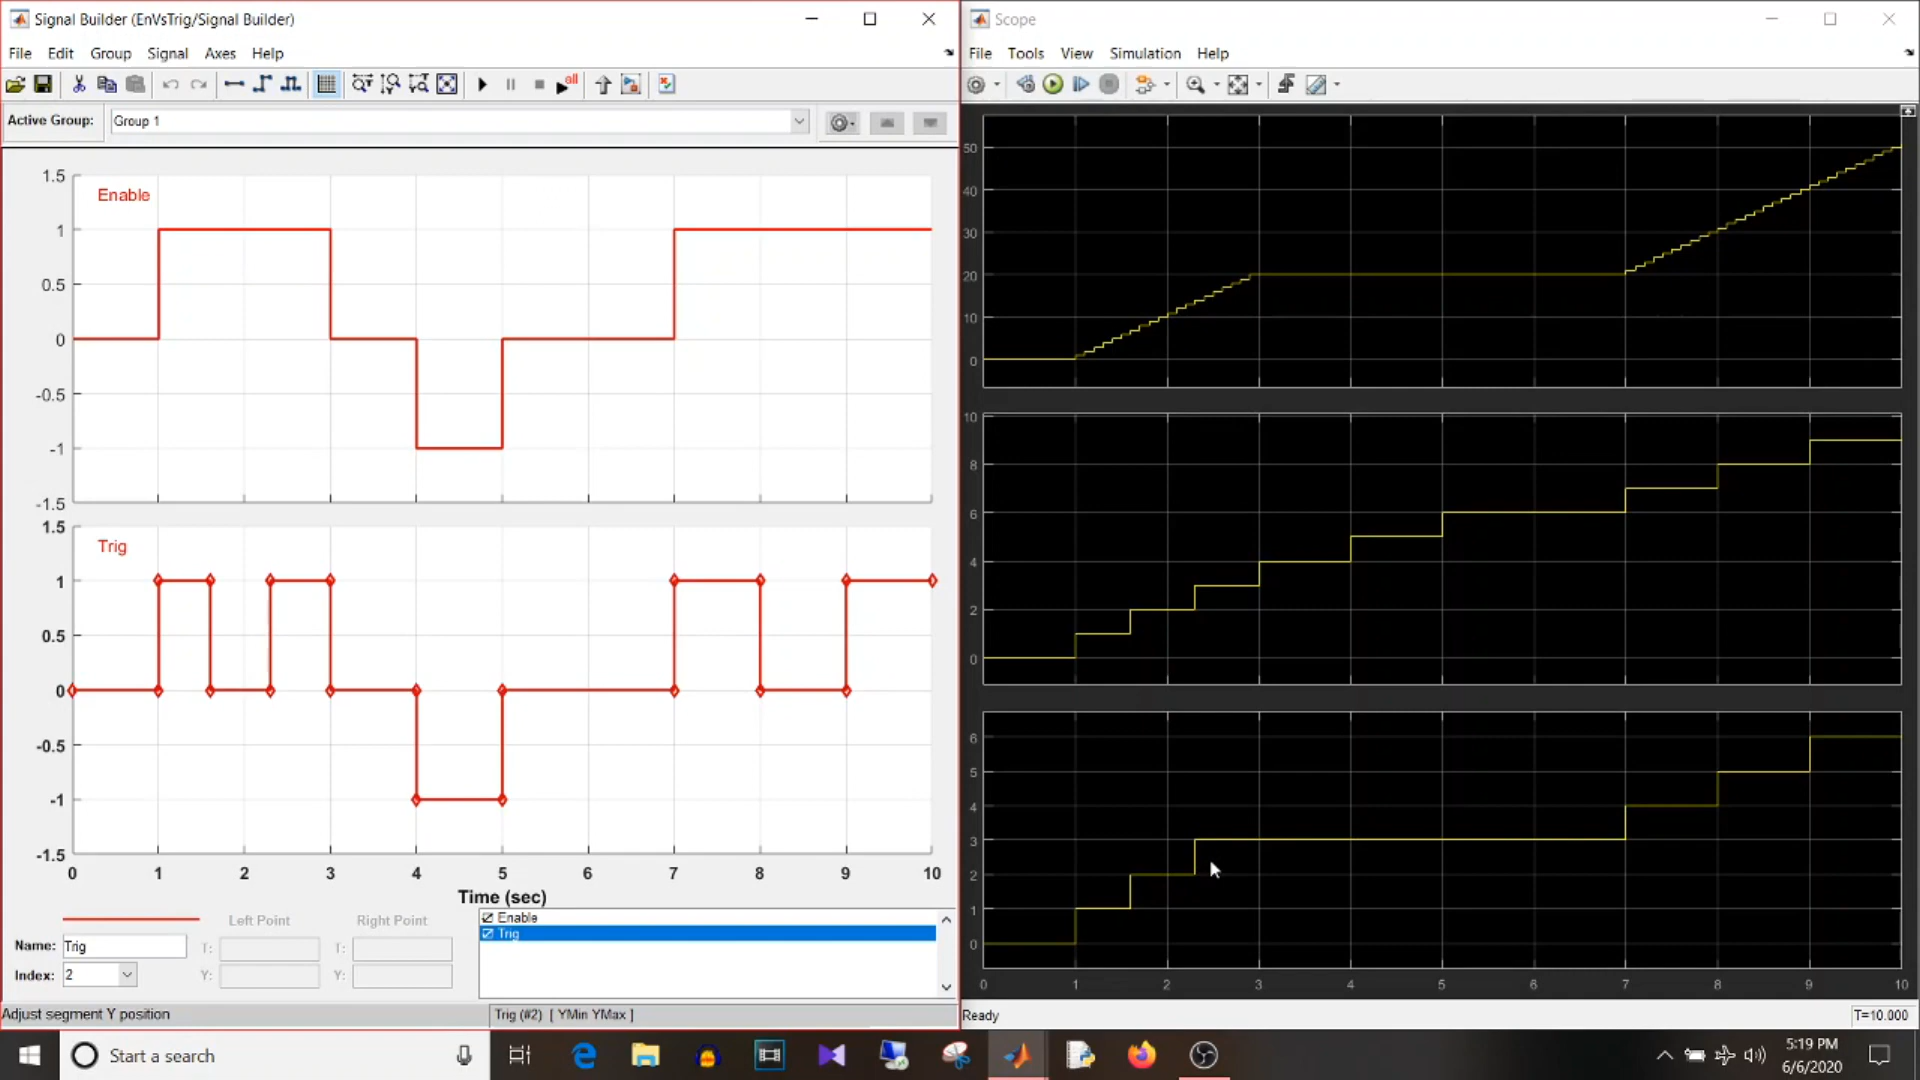 Signal Builder (EnVsTrig/Signal Builder)
File Edit Group Signal Axes Help
all
Active Group: Group 1
1.5
Enable
1
0.5
0
-0.5
-1
-1.5
1.5
Trig
1
0.5
0
-0.5
-1
-1.5
0 1 2 3 4 5 6 7 8 9 10
Time (sec)
Left Point Right Point
Name: Trig T: T:
Index: 2 Y: Y:
Enable
Trig
Adjust segment Y position
Trig (#2) [ YMin YMax ]
Scope
File Tools View Simulation Help
50
40
30
20
10
0
10
8
6
4
2
0
6
5
4
3
2
1
0
0 1 2 3 4 5 6 7 8 9 10
Ready
T=10.000
Start a search
5:19 PM
6/6/2020